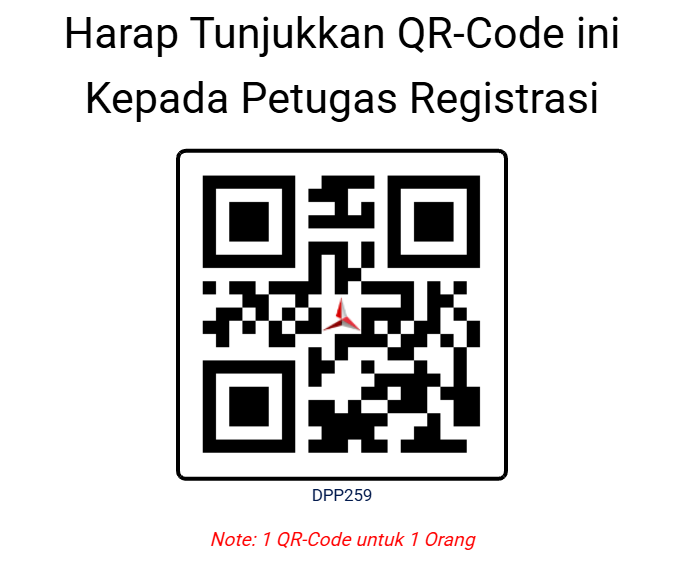 Harap Tunjukkan QR-Code ini
Kepada Petugas Registrasi
DPP259
Note: 1 QR-Code untuk 1 Orang